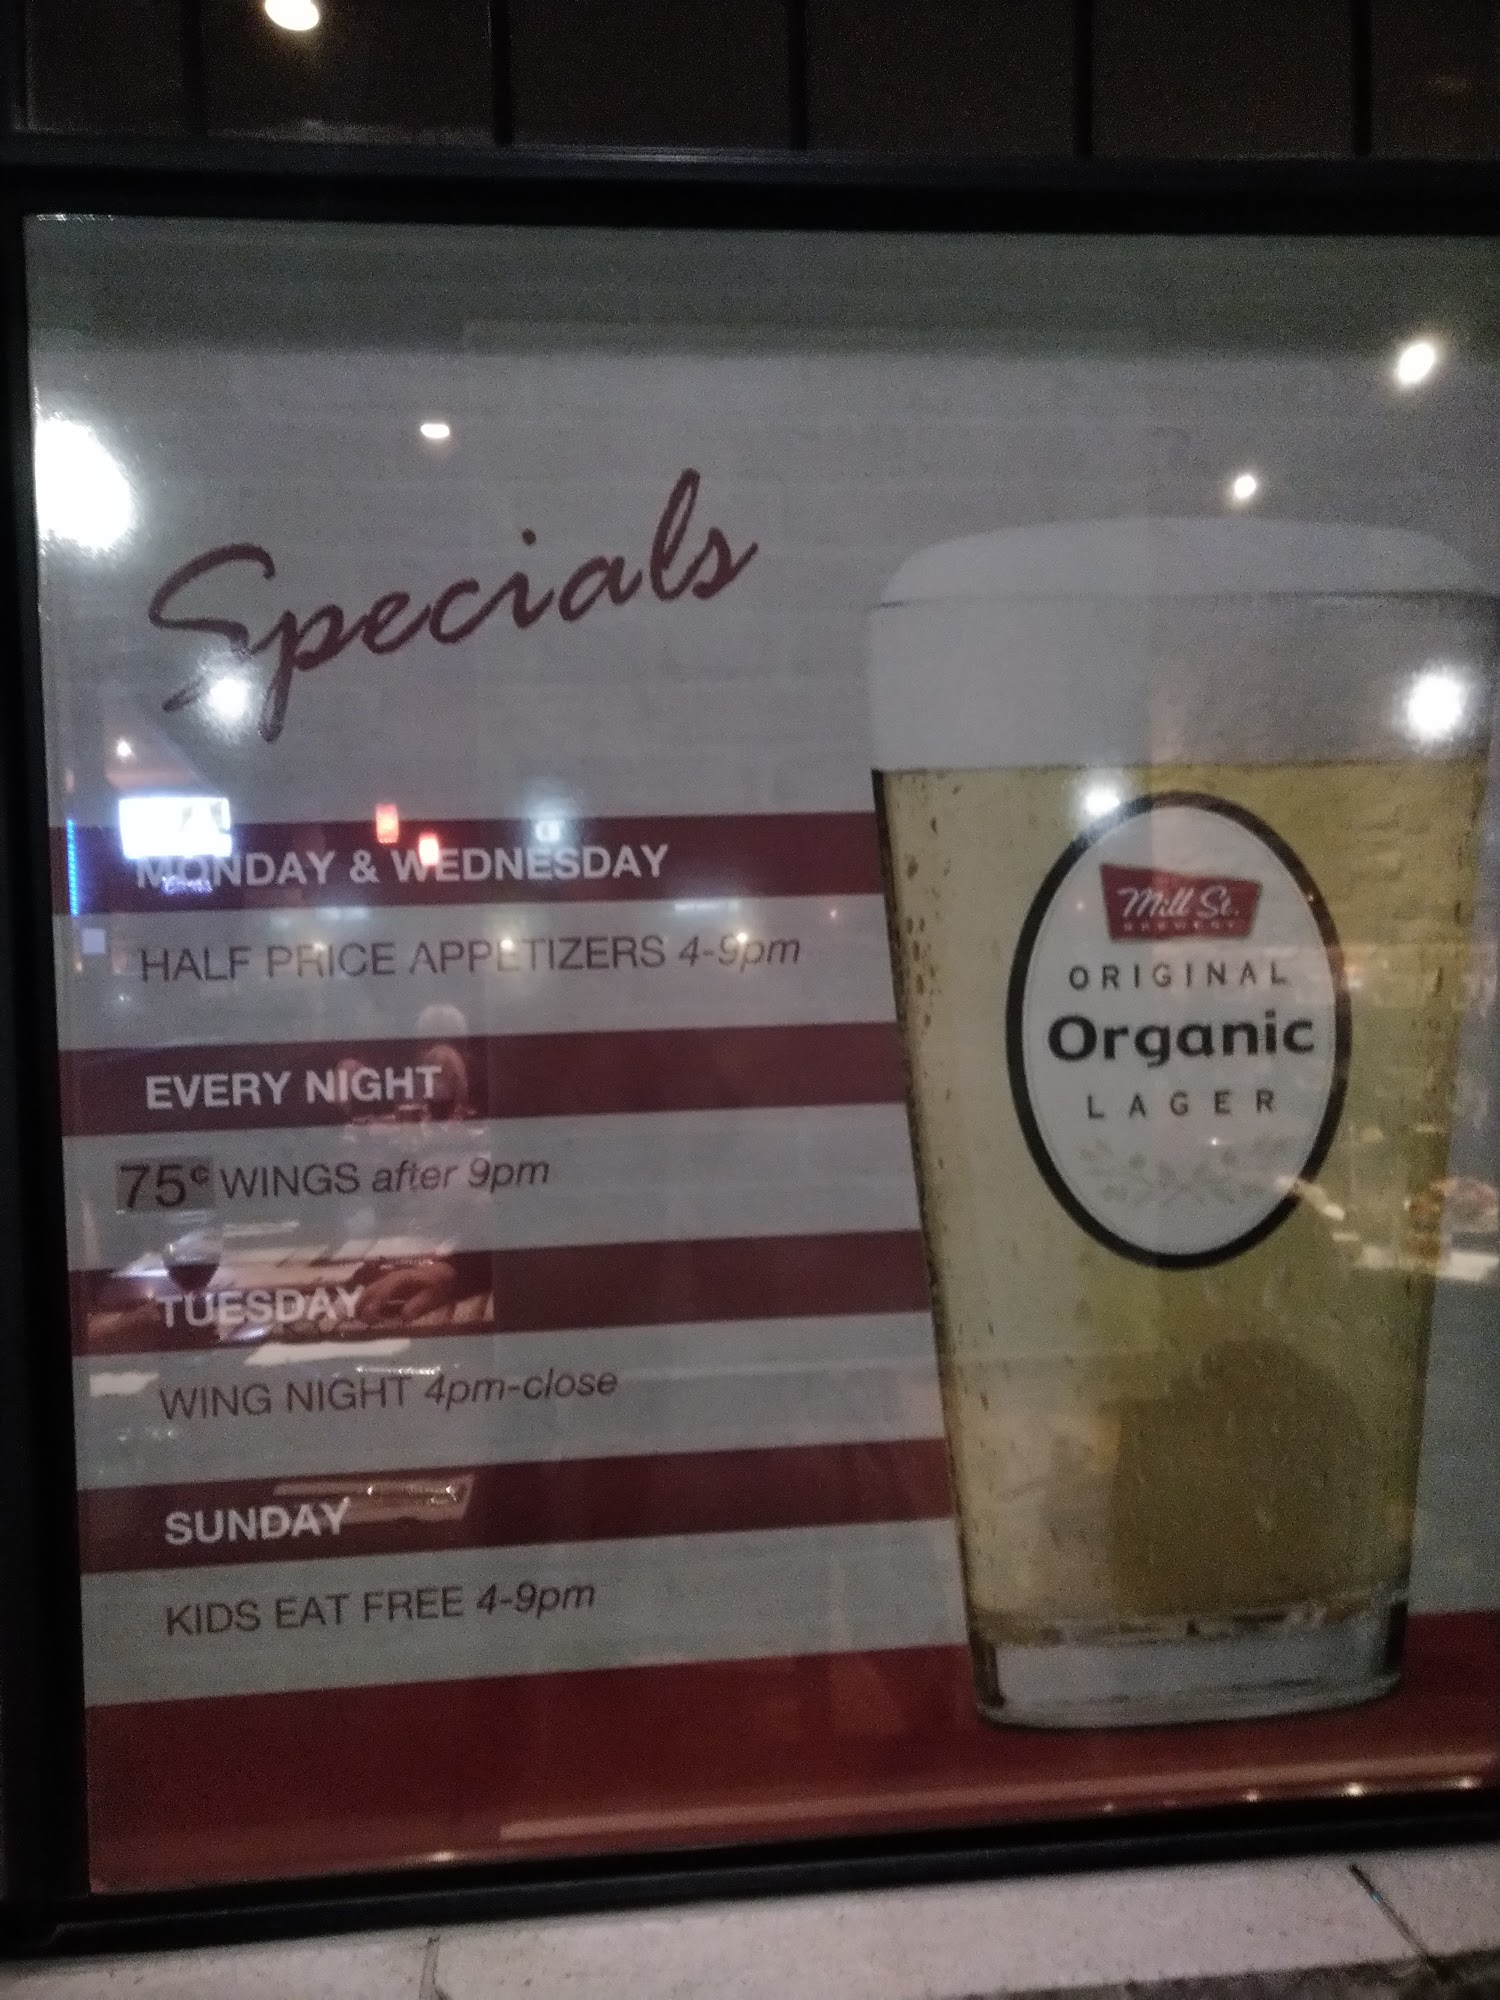 Specials
MONDAY & WEDNESDAY
HALF PRICE APPETIZERS 4-9pm
EVERY NIGHT
75¢ WINGS after 9pm
TUESDAY
WING NIGHT 4pm-close
SUNDAY
KIDS EAT FREE 4-9pm
Mill St.
BREWERY
ORIGINAL
Organic
LAGER